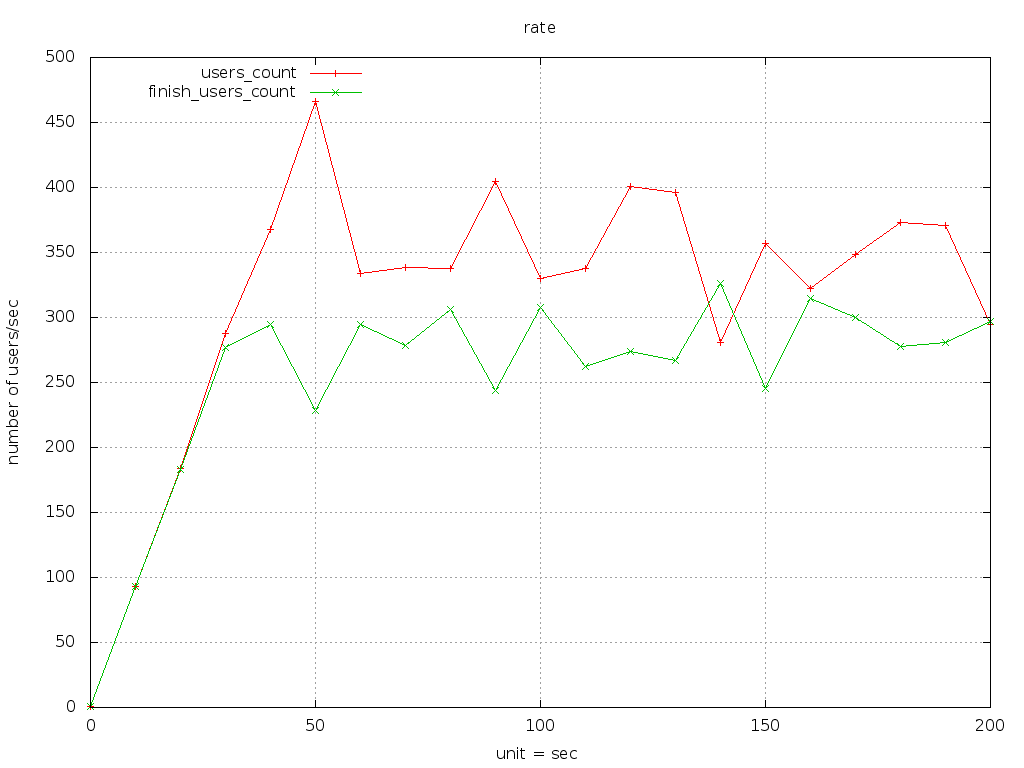 rate
users_count
finish_users_count
500
450
400
350
300
250
200
150
100
50
0
number of users/sec
0 50 100 150 200
unit = sec